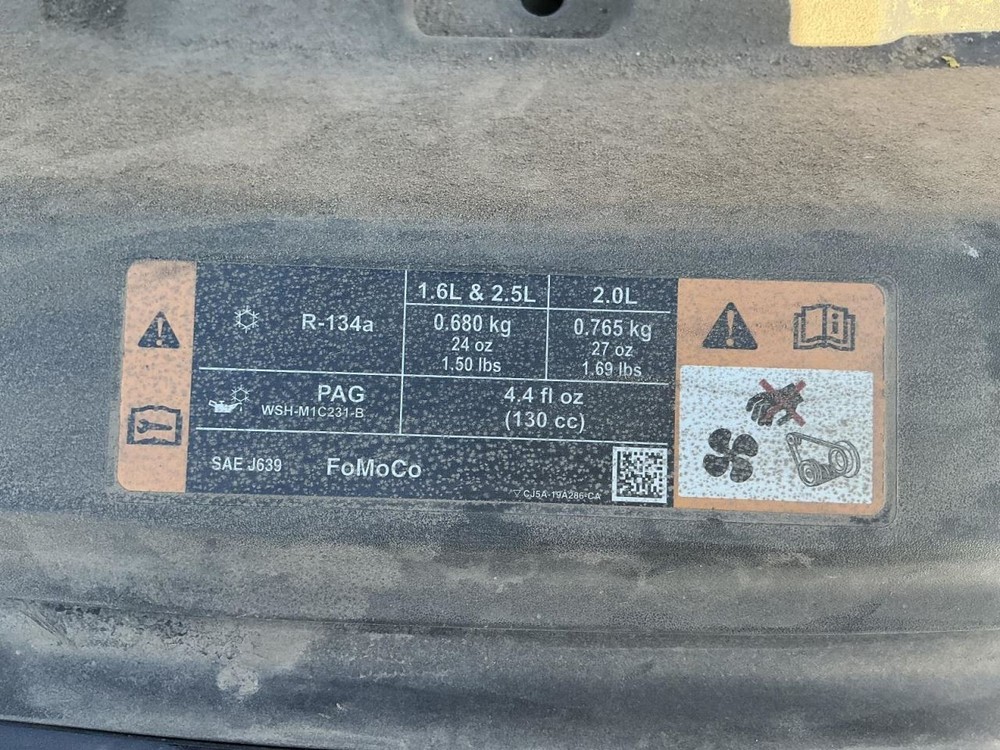 1.6L & 2.5L 2.0L
R-134a
0.680 kg 0.765 kg
24 oz 27 oz
1.50 lbs 1.69 lbs
PAG 4.4 fl oz
WSH-M1C231-B (130 cc)
SAE J639 FoMoCo
CJ5A-19A286-CA